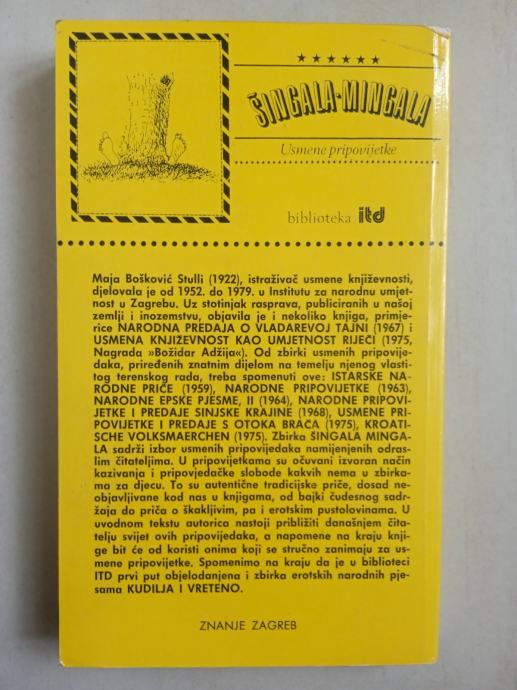 ★ ★ ★ ★ ★ ★
ŠINGALA-MINGALA
Usmene pripovijetke
biblioteka itd
Maja Bošković Stulli (1922), istraživač usmene književnosti,
djelovala je od 1952. do 1979. u Institutu za narodnu umjet-
nost u Zagrebu. Uz stotinjak rasprava, publiciranih u našoj
zemlji i inozemstvu, objavila je i nekoliko knjiga, primje-
rice NARODNA PREDAJA O VLADAREVOJ TAJNI (1967) i
USMENA KNJIŽEVNOST KAO UMJETNOST RIJEČI (1975,
Nagrada »Božidar Adžija«). Od zbirki usmenih pripovije-
daka, priređenih znatnim dijelom na temelju njenog vlasti-
tog terenskog rada, treba spomenuti ove: ISTARSKE NA-
RODNE PRIČE (1959), NARODNE PRIPOVIJETKE (1963),
NARODNE EPSKE PJESME, II (1964), NARODNE PRIPOVI-
JETKE I PREDAJE SINJSKE KRAJINE (1968), USMENE PRI-
POVIJETKE I PREDAJE S OTOKA BRAČA (1975), KROATI-
SCHE VOLKSMAERCHEN (1975). Zbirka ŠINGALA MINGA-
LA sadrži izbor usmenih pripovijedaka namijenjenih odras-
lim čitateljima. U pripovijetkama su očuvani izvoran način
kazivanja i pripovjedačke slobode kakvih nema u zbirka-
ma za djecu. To su autentične tradicijske priče, dosad ne-
objavljivane kod nas u knjigama, od bajki čudesnog sadr-
žaja do priča o škakljivim, pa i erotskim pustolovinama. U
uvodnom tekstu autorica nastoji približiti današnjem čita-
telju svijet ovih pripovijedaka, a napomene na kraju knji-
ge bit će od koristi onima koji se stručno zanimaju za us-
mene pripovijetke. Spomenimo na kraju da je u biblioteci
ITD prvi put objelodanjena i zbirka erotskih narodnih pje-
sama KUDILJA I VRETENO.
ZNANJE ZAGREB